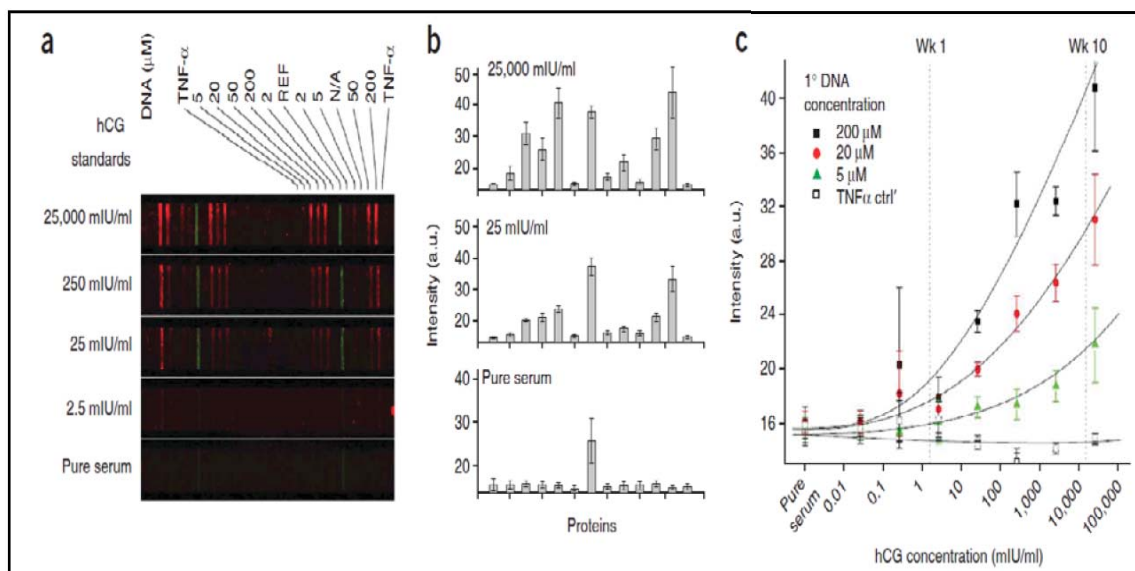 a
DNA (μM)
TNF-α
5
20
50
200
2
REF
2
5
N/A
50
200
TNF-α
hCG
standards
25,000 mIU/ml
250 mIU/ml
25 mIU/ml
2.5 mIU/ml
Pure serum
b
25,000 mIU/ml
50
40
30
20
25 mIU/ml
50
40
30
20
Pure serum
40
30
20
Intensity (a.u.)
Proteins
c
Wk 1
Wk 10
1° DNA
concentration
200 μM
20 μM
5 μM
TNFα ctrl'
40
36
32
28
24
20
16
Intensity (a.u.)
Pure
serum
0.01
0.1
1
10
100
1,000
10,000
100,000
hCG concentration (mIU/ml)